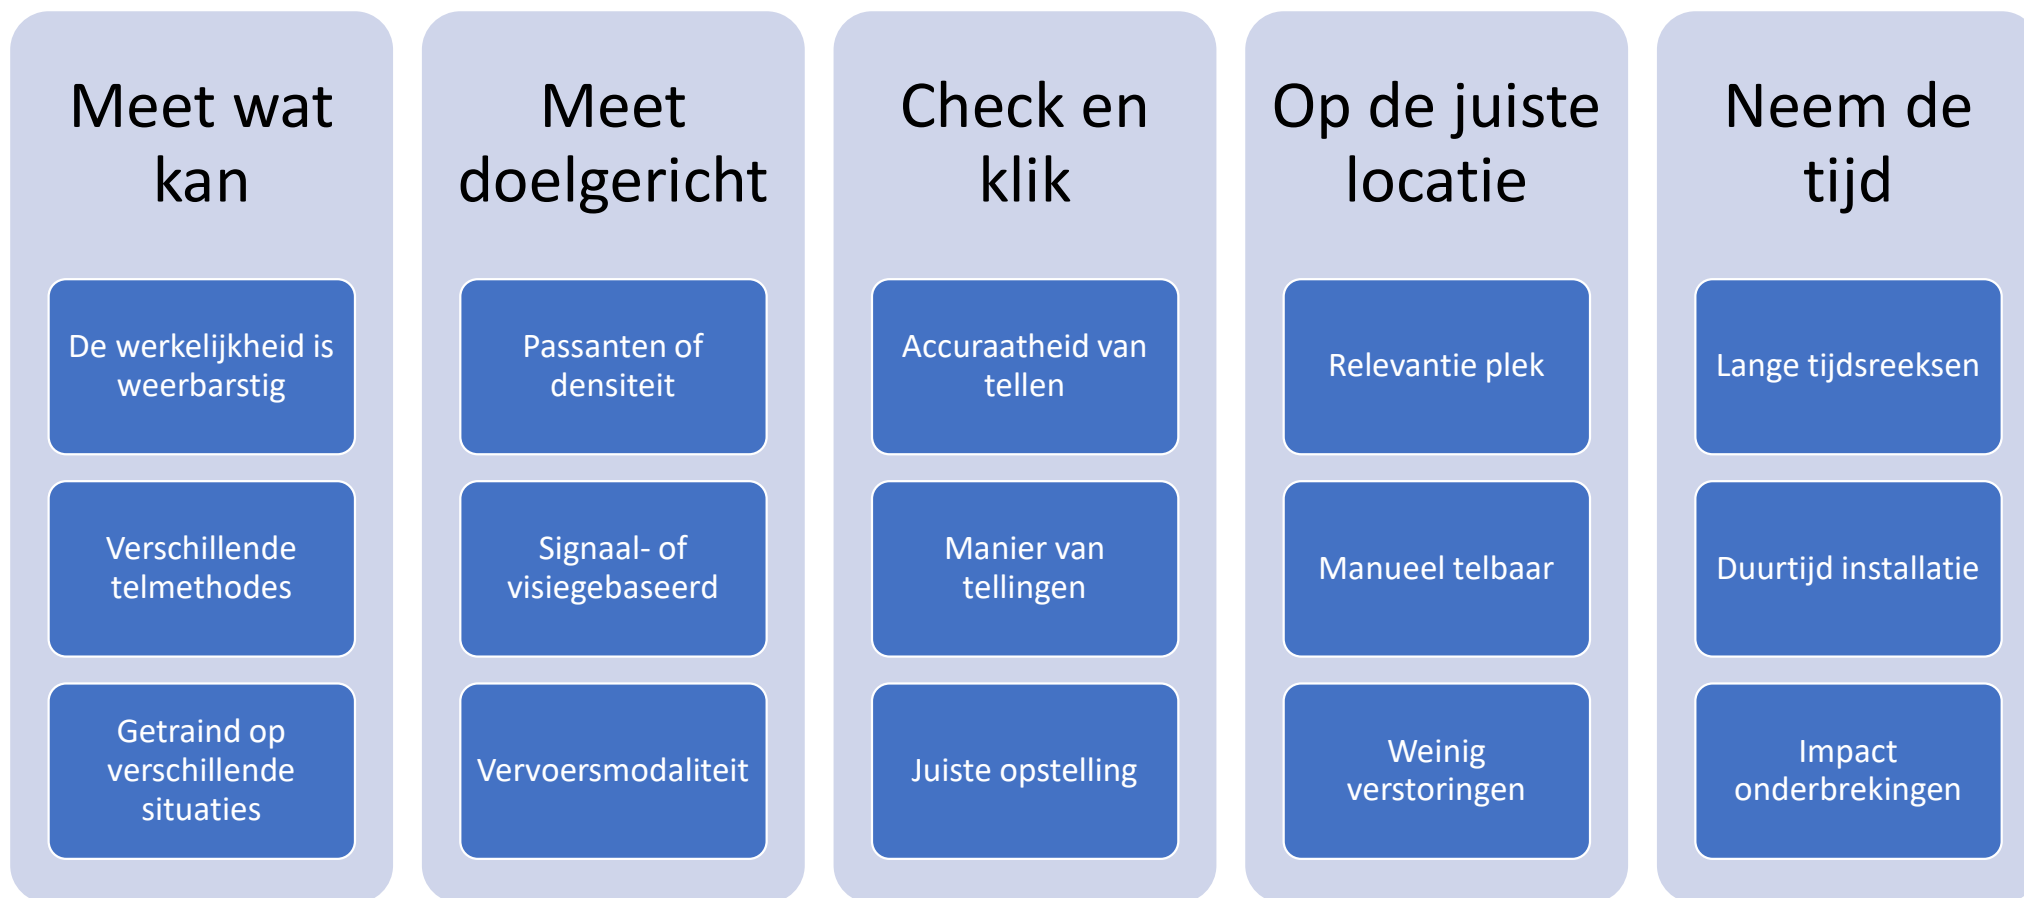 Meet wat
kan
De werkelijkheid is
weerbarstig
Verschillende
telmethodes
Getraind op
verschillende
situaties
Meet
doelgericht
Passanten of
densiteit
Signaal- of
visiegebaseerd
Vervoersmodaliteit
Check en
klik
Accuraatheid van
tellen
Manier van
tellingen
Juiste opstelling
Op de juiste
locatie
Relevantie plek
Manueel telbaar
Weinig
verstoringen
Neem de
tijd
Lange tijdsreeksen
Duurtijd installatie
Impact
onderbrekingen